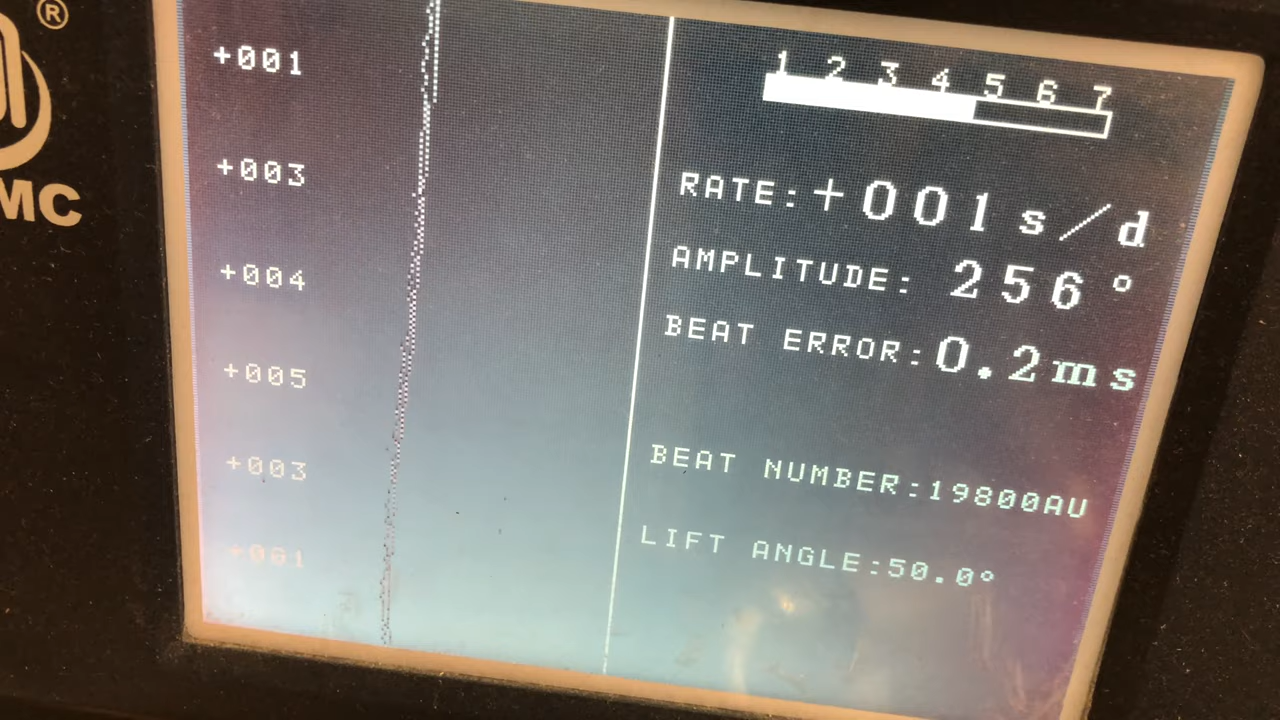 ®
MC
+001
+003
+004
+005
+003
+001
1 2 3 4 5 6 7
RATE:+001s/d
AMPLITUDE: 256°
BEAT ERROR:0.2ms
BEAT NUMBER:19800AU
LIFT ANGLE:50.0°